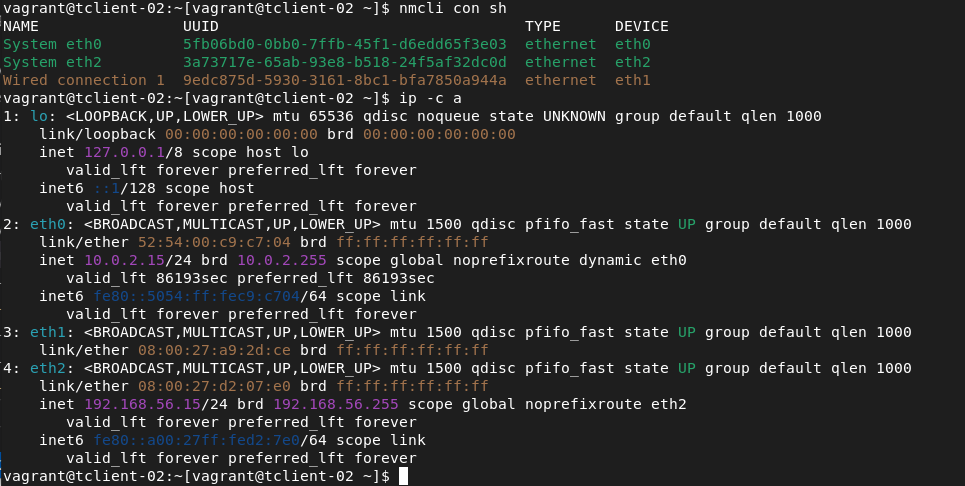 vagrant@tclient-02:~[vagrant@tclient-02 ~]$ nmcli con sh
NAME                UUID                                  TYPE      DEVICE
System eth0         5fb06bd0-0bb0-7ffb-45f1-d6edd65f3e03  ethernet  eth0
System eth2         3a73717e-65ab-93e8-b518-24f5af32dc0d  ethernet  eth2
Wired connection 1  9edc875d-5930-3161-8bc1-bfa7850a944a  ethernet  eth1
vagrant@tclient-02:~[vagrant@tclient-02 ~]$ ip -c a
1: lo: <LOOPBACK,UP,LOWER_UP> mtu 65536 qdisc noqueue state UNKNOWN group default qlen 1000
    link/loopback 00:00:00:00:00:00 brd 00:00:00:00:00:00
    inet 127.0.0.1/8 scope host lo
       valid_lft forever preferred_lft forever
    inet6 ::1/128 scope host
       valid_lft forever preferred_lft forever
2: eth0: <BROADCAST,MULTICAST,UP,LOWER_UP> mtu 1500 qdisc pfifo_fast state UP group default qlen 1000
    link/ether 52:54:00:c9:c7:04 brd ff:ff:ff:ff:ff:ff
    inet 10.0.2.15/24 brd 10.0.2.255 scope global noprefixroute dynamic eth0
       valid_lft 86193sec preferred_lft 86193sec
    inet6 fe80::5054:ff:fec9:c704/64 scope link
       valid_lft forever preferred_lft forever
3: eth1: <BROADCAST,MULTICAST,UP,LOWER_UP> mtu 1500 qdisc pfifo_fast state UP group default qlen 1000
    link/ether 08:00:27:a9:2d:ce brd ff:ff:ff:ff:ff:ff
4: eth2: <BROADCAST,MULTICAST,UP,LOWER_UP> mtu 1500 qdisc pfifo_fast state UP group default qlen 1000
    link/ether 08:00:27:d2:07:e0 brd ff:ff:ff:ff:ff:ff
    inet 192.168.56.15/24 brd 192.168.56.255 scope global noprefixroute eth2
       valid_lft forever preferred_lft forever
    inet6 fe80::a00:27ff:fed2:7e0/64 scope link
       valid_lft forever preferred_lft forever
vagrant@tclient-02:~[vagrant@tclient-02 ~]$